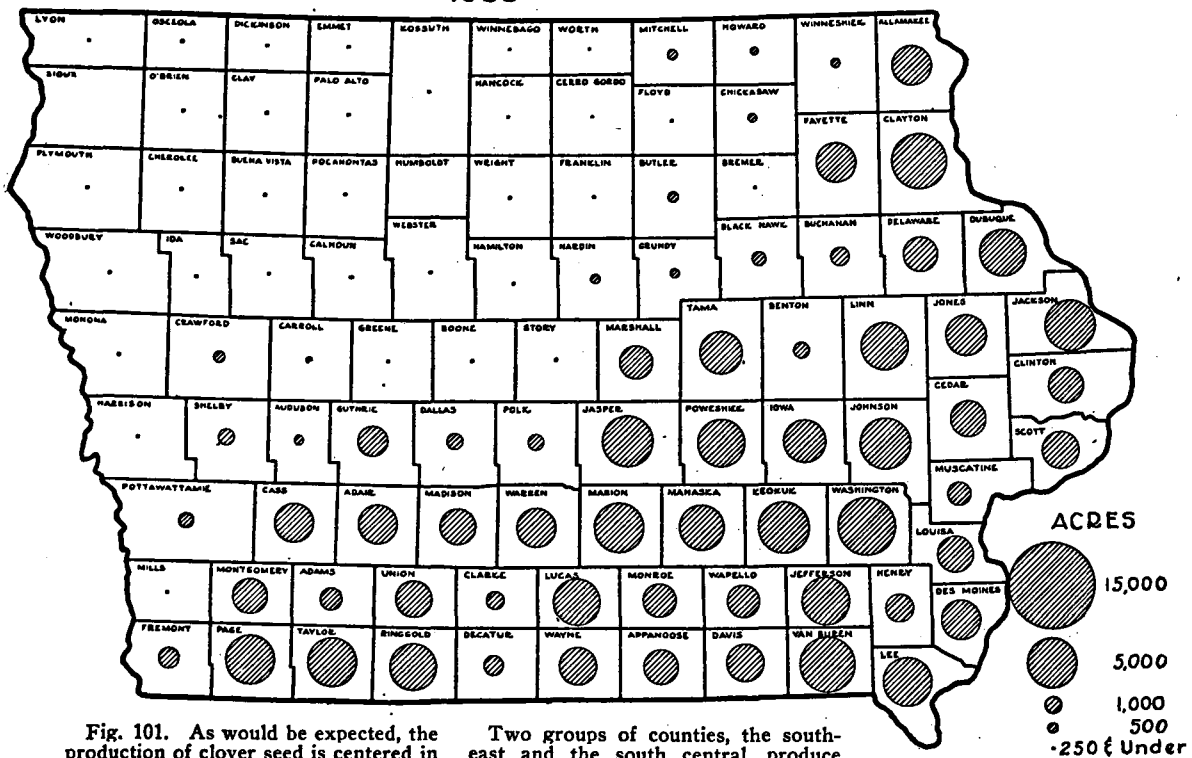 LYON OSCEOLA DICKINSON EMMET KOSSUTH WINNEBAGO WORTH MITCHELL HOWARD WINNESHIEK ALLAMAKEE
SIOUX O'BRIEN CLAY PALO ALTO HANCOCK CERRO GORDO FLOYD CHICKASAW
FAYETTE CLAYTON
PLYMOUTH CHEROKEE BUENA VISTA POCAHONTAS HUMBOLDT WRIGHT FRANKLIN BUTLER BREMER
WOODBURY IDA SAC CALHOUN WEBSTER HAMILTON HARDIN GRUNDY BLACK HAWK BUCHANAN DELAWARE DUBUQUE
MONONA CRAWFORD CARROLL GREENE BOONE STORY MARSHALL TAMA BENTON LINN JONES JACKSON
CLINTON
CEDAR
HARRISON SHELBY AUDUBON GUTHRIE DALLAS POLK JASPER POWESHIEK IOWA JOHNSON
SCOTT
MUSCATINE
POTTAWATTAMIE CASS ADAIR MADISON WARREN MARION MAHASKA KEOKUK WASHINGTON
LOUISA
MILLS MONTGOMERY ADAMS UNION CLARKE LUCAS MONROE WAPELLO JEFFERSON HENRY
DES MOINES
FREMONT PAGE TAYLOR RINGGOLD DECATUR WAYNE APPANOOSE DAVIS VAN BUREN
LEE
ACRES
15,000
5,000
1,000
500
250 & Under
Fig. 101. As would be expected, the
production of clover seed is centered in
Two groups of counties, the south-
east and the south central, produce